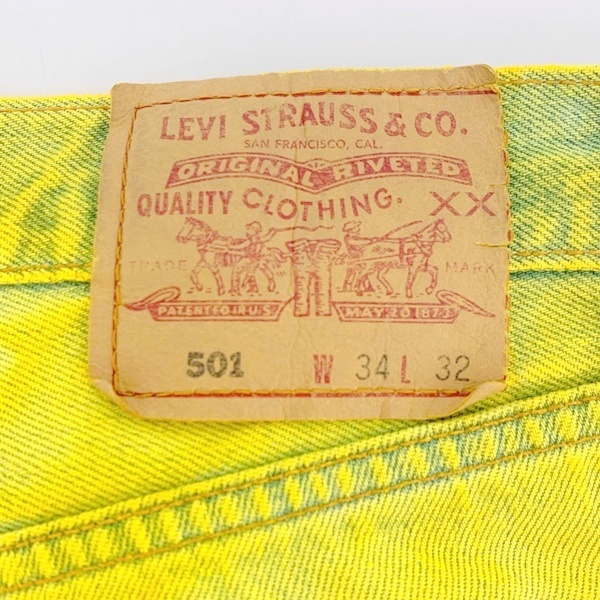 LEVI STRAUSS & CO.
SAN FRANCISCO, CAL.
ORIGINAL RIVETED
QUALITY CLOTHING. XX
TRADE MARK
PATENTED IN U.S. MAY 20 1873
501 W 34 L 32